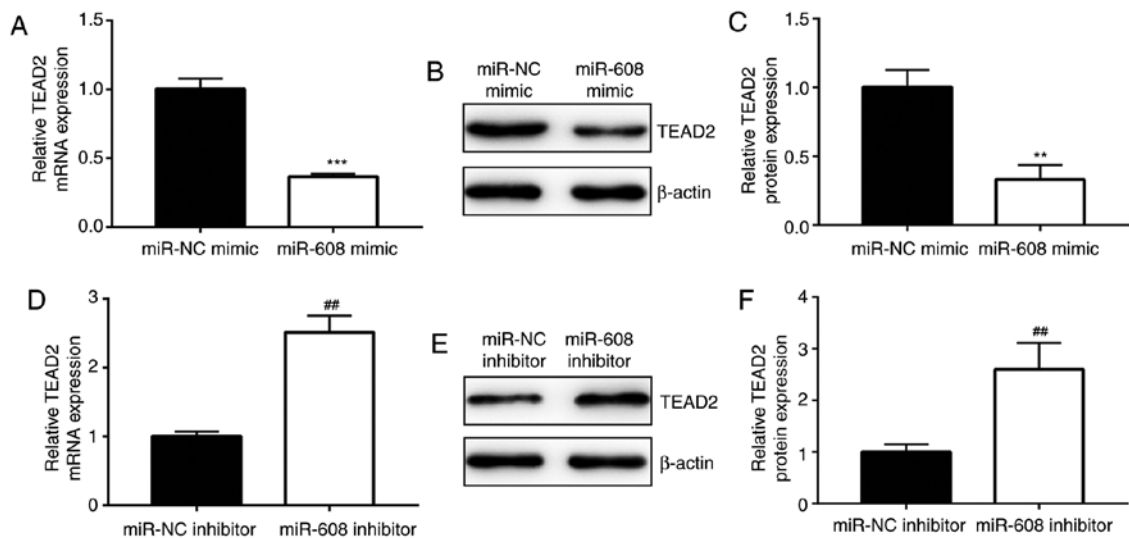 A
Relative TEAD2
mRNA expression
1.5
1.0
0.5
0.0
***
miR-NC mimic
miR-608 mimic
B
miR-NC
mimic
miR-608
mimic
TEAD2
β-actin
C
Relative TEAD2
protein expression
1.5
1.0
0.5
0.0
**
miR-NC mimic
miR-608 mimic
D
Relative TEAD2
mRNA expression
3
2
1
0
##
miR-NC inhibitor
miR-608 inhibitor
E
miR-NC
inhibitor
miR-608
inhibitor
TEAD2
β-actin
F
Relative TEAD2
protein expression
4
3
2
1
0
##
miR-NC inhibitor
miR-608 inhibitor